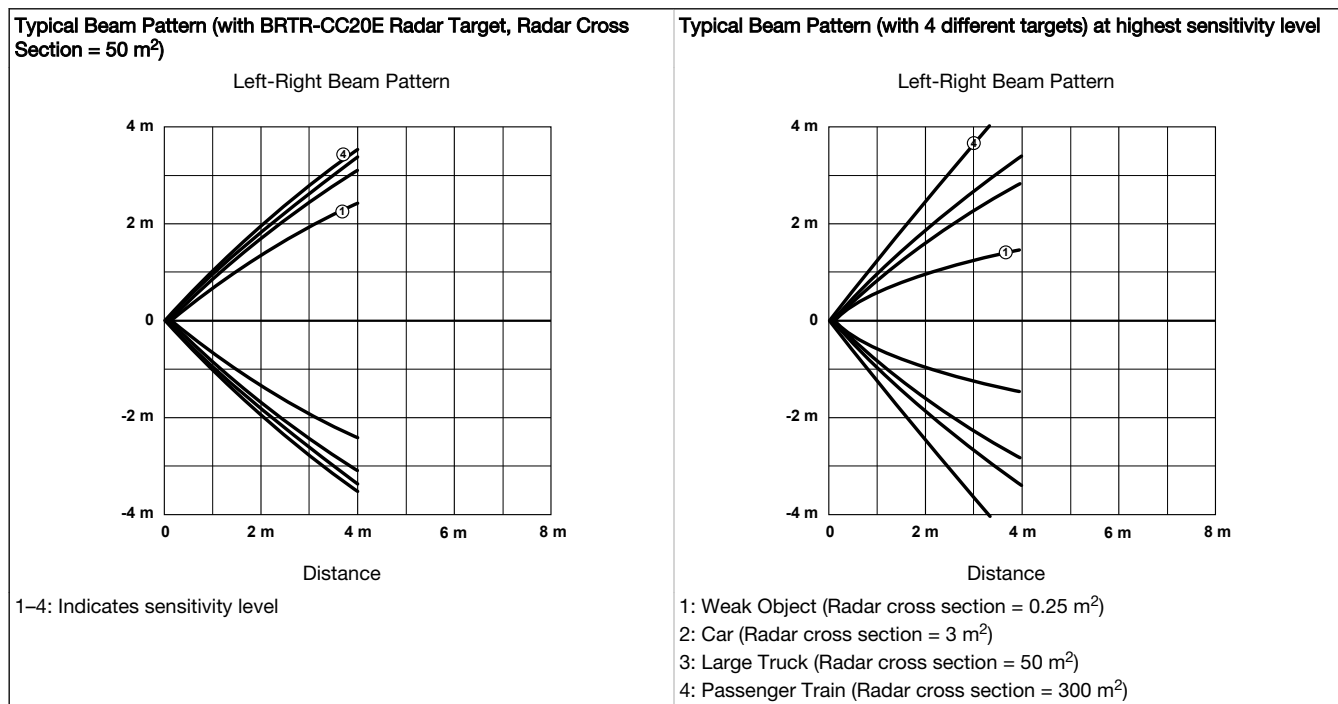 Typical Beam Pattern (with BRTR-CC20E Radar Target, Radar Cross
Section = 50 m²)
Left-Right Beam Pattern
4 m
2 m
0
-2 m
-4 m
4
1
0 2 m 4 m 6 m 8 m
Distance
1–4: Indicates sensitivity level
Typical Beam Pattern (with 4 different targets) at highest sensitivity level
Left-Right Beam Pattern
4 m
2 m
0
-2 m
-4 m
4
1
0 2 m 4 m 6 m 8 m
Distance
1: Weak Object (Radar cross section = 0.25 m²)
2: Car (Radar cross section = 3 m²)
3: Large Truck (Radar cross section = 50 m²)
4: Passenger Train (Radar cross section = 300 m²)